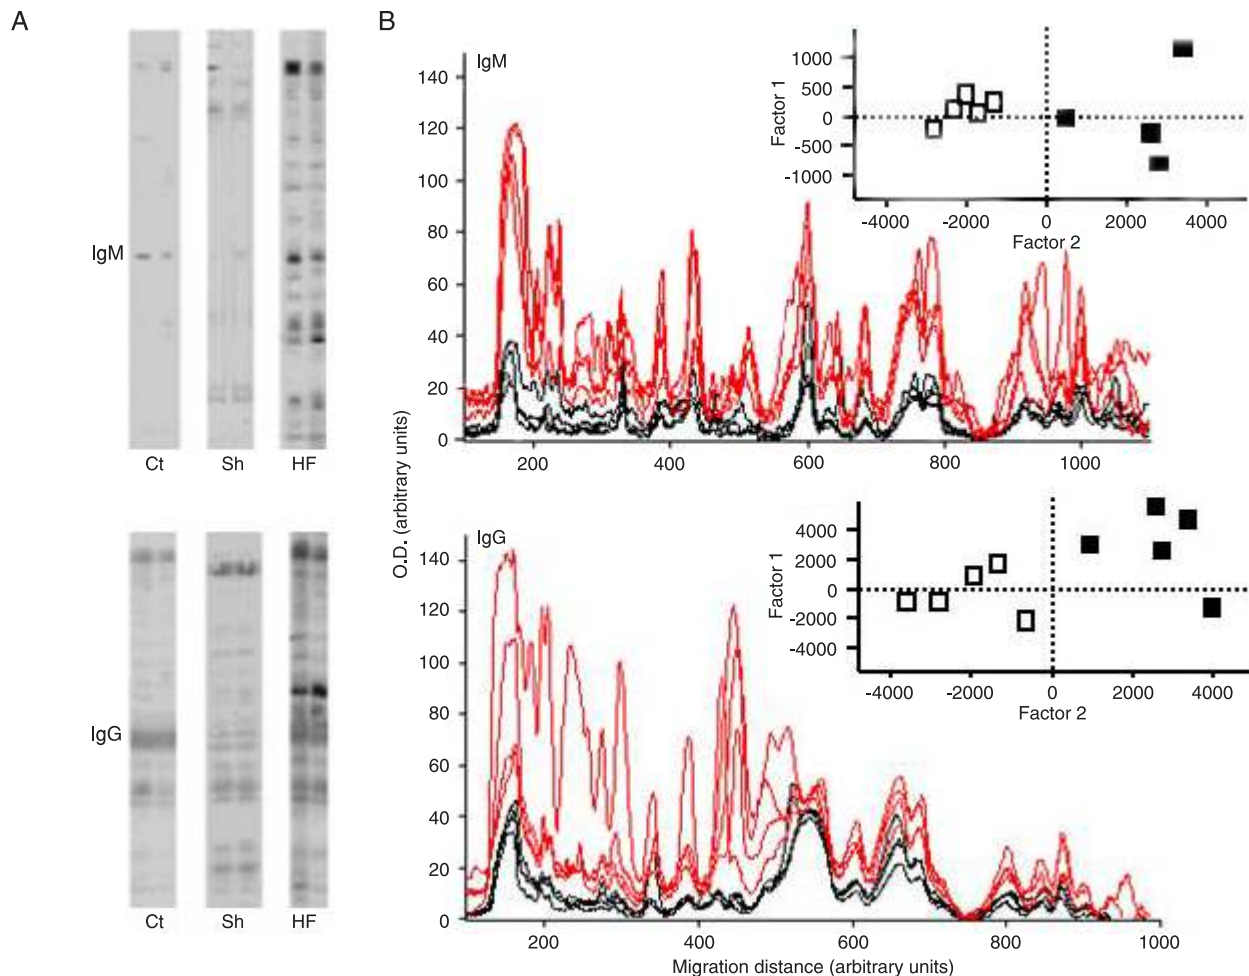 A
IgM
Ct Sh HF
IgG
Ct Sh HF
B
IgM
140
120
100
80
60
40
20
0
200 400 600 800 1000
1000
500
0
-500
-1000
Factor 1
-4000 -2000 0 2000 4000
Factor 2
O.D. (arbitrary units)
IgG
140
120
100
80
60
40
20
0
200 400 600 800 1000
Migration distance (arbitrary units)
4000
2000
0
-2000
-4000
Factor 1
-4000 -2000 0 2000 4000
Factor 2